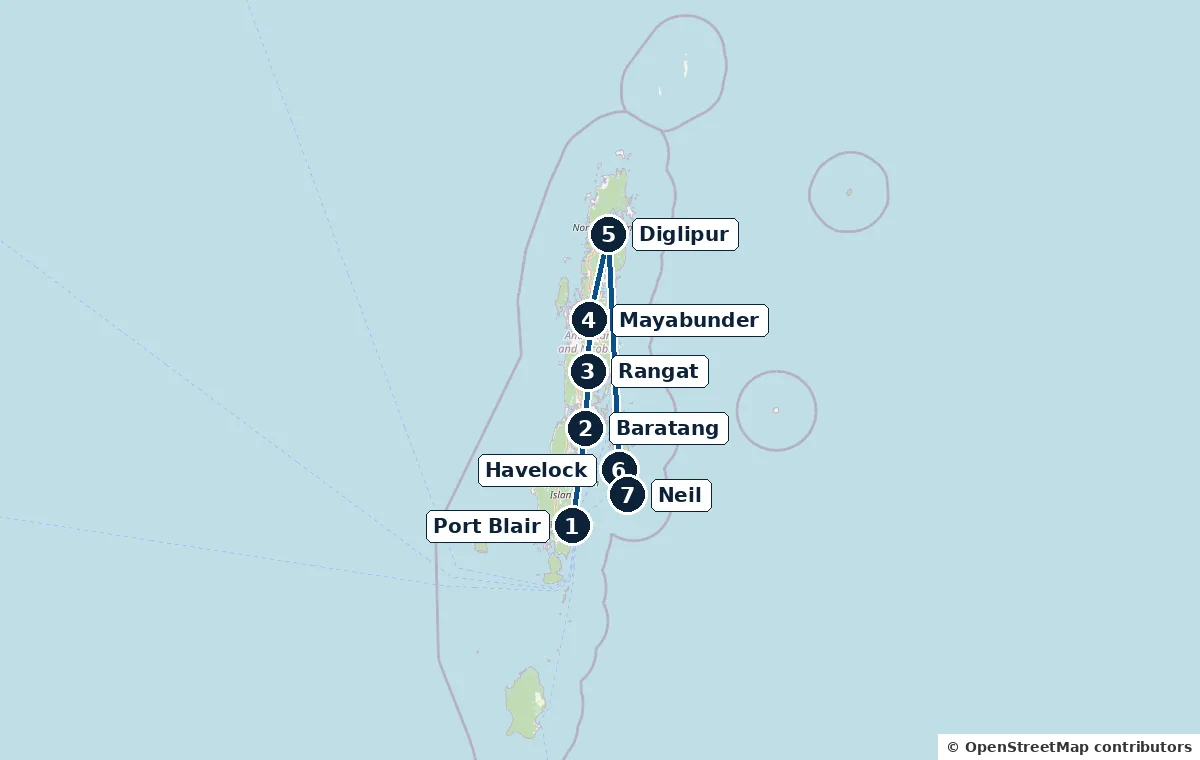 5 Diglipur
4 Mayabunder
3 Rangat
2 Baratang
Havelock 6
7 Neil
Port Blair 1
© OpenStreetMap contributors